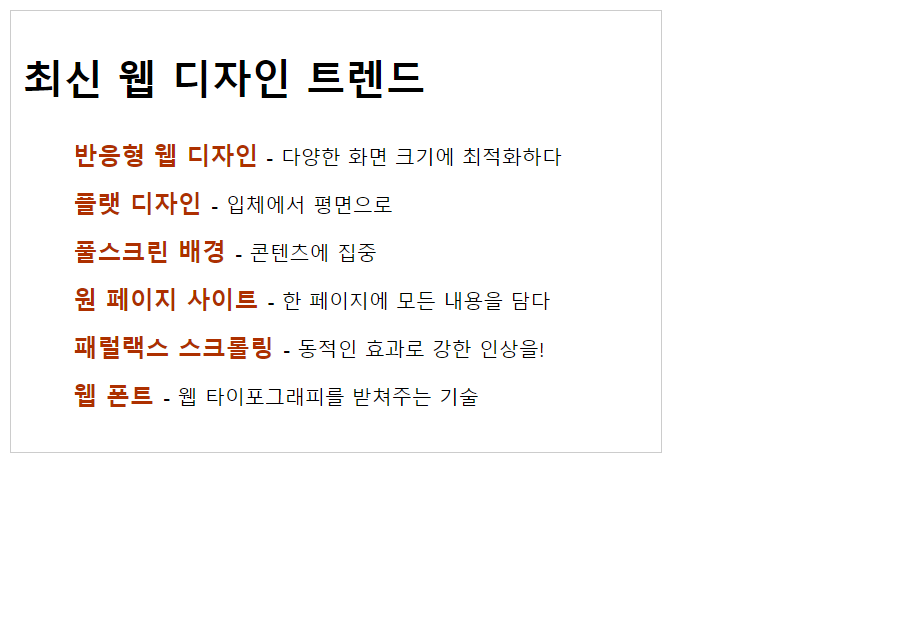 최신 웹 디자인 트렌드
반응형 웹 디자인 - 다양한 화면 크기에 최적화하다
플랫 디자인 - 입체에서 평면으로
풀스크린 배경 - 콘텐츠에 집중
원 페이지 사이트 - 한 페이지에 모든 내용을 담다
패럴랙스 스크롤링 - 동적인 효과로 강한 인상을!
웹 폰트 - 웹 타이포그래피를 받쳐주는 기술